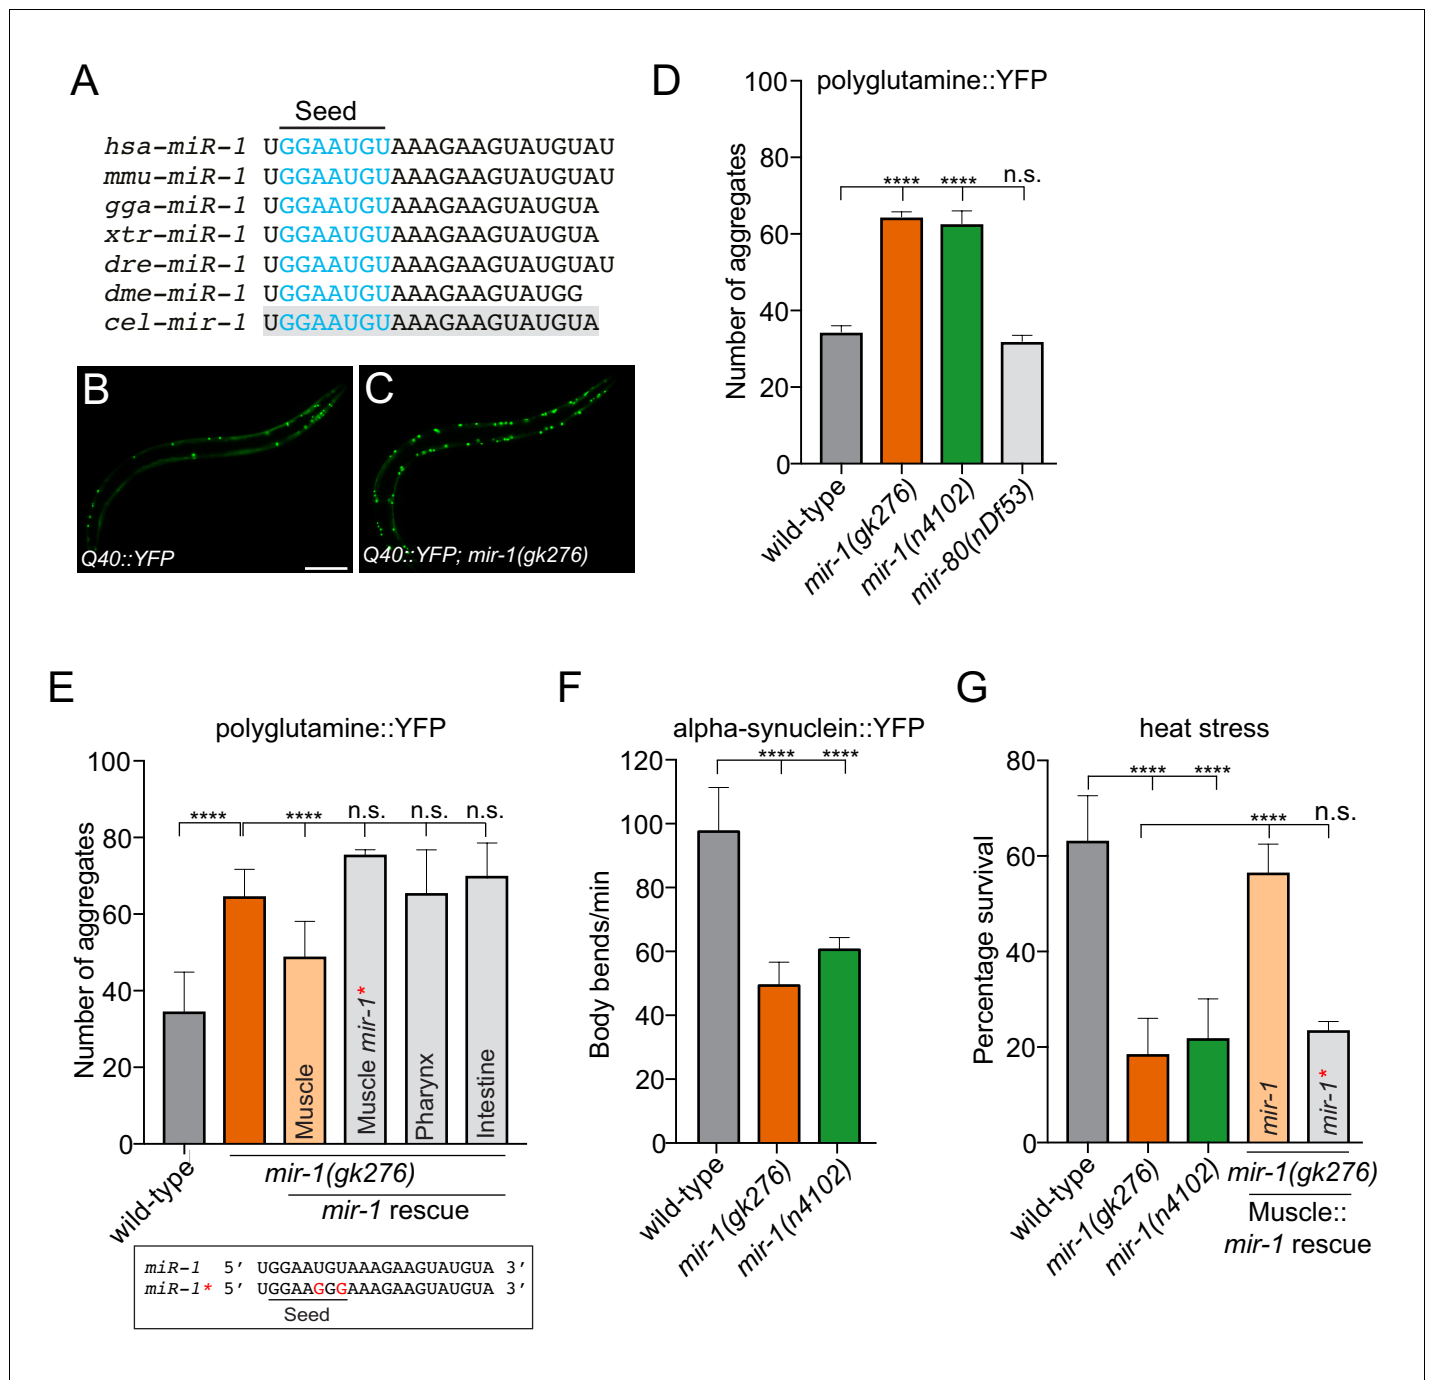 A
Seed
hsa-miR-1 UGGAAUGUAAAGAAGUAUGUAU
mmu-miR-1 UGGAAUGUAAAGAAGUAUGUAU
gga-miR-1 UGGAAUGUAAAGAAGUAUGUA
xtr-miR-1 UGGAAUGUAAAGAAGUAUGUA
dre-miR-1 UGGAAUGUAAAGAAGUAUGUAU
dme-miR-1 UGGAAUGUAAAGAAGUAUGG
cel-mir-1 UGGAAUGUAAAGAAGUAUGUA
B
Q40::YFP
C
Q40::YFP; mir-1(gk276)
D
polyglutamine::YFP
Number of aggregates
100
80
60
40
20
0
**** **** n.s.
wild-type
mir-1(gk276)
mir-1(n4102)
mir-80(nDf53)
E
polyglutamine::YFP
Number of aggregates
100
80
60
40
20
0
**** **** n.s. n.s. n.s.
Muscle
Muscle mir-1*
Pharynx
Intestine
wild-type
mir-1(gk276)
mir-1 rescue
miR-1 5′ UGGAAUGUAAAGAAGUAUGUA 3′
miR-1* 5′ UGGAAGGGAAAGAAGUAUGUA 3′
Seed
F
alpha-synuclein::YFP
Body bends/min
120
100
80
60
40
20
0
**** ****
wild-type
mir-1(gk276)
mir-1(n4102)
G
heat stress
Percentage survival
80
60
40
20
0
**** ****
**** n.s.
mir-1
mir-1*
wild-type
mir-1(gk276)
mir-1(n4102)
mir-1(gk276)
Muscle::
mir-1 rescue